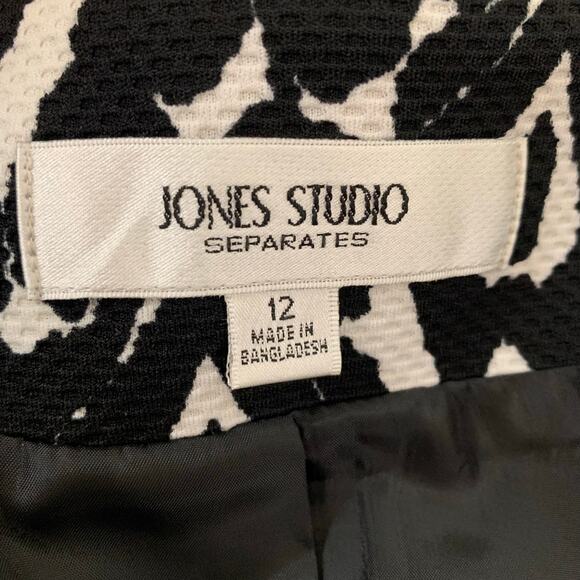 JONES STUDIO
SEPARATES
12
MADE IN
BANGLADESH